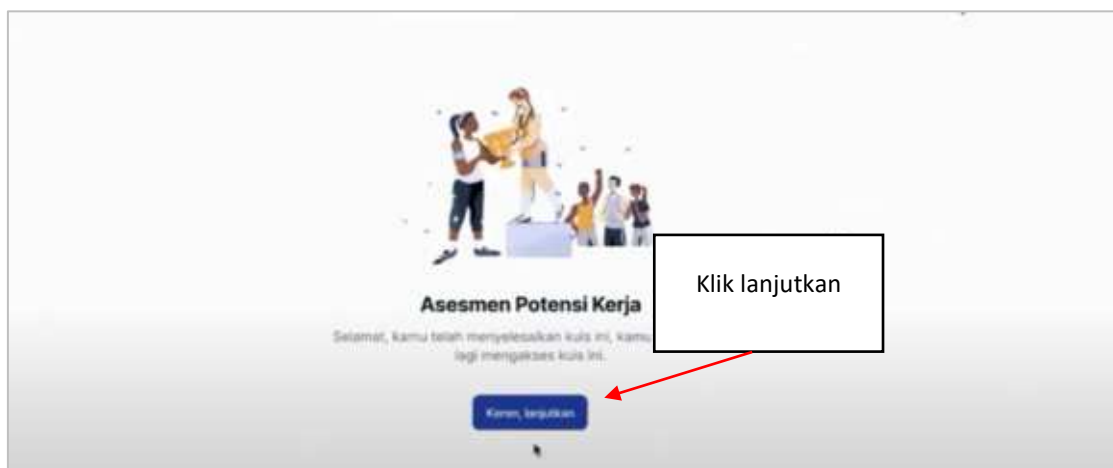 Asesmen Potensi Kerja
Klik lanjutkan
Selamat, kamu telah menyelesaikan kuis ini, kamu
lagi mengakses kuis ini.
Keren, lanjutkan